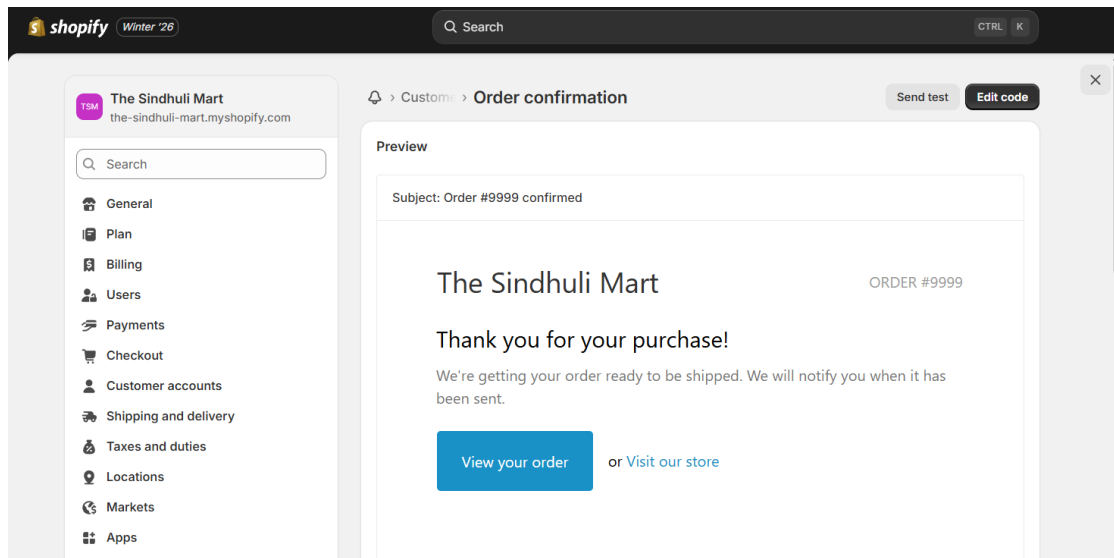 shopify Winter '26
Search CTRL K
The Sindhuli Mart
the-sindhuli-mart.myshopify.com
TSM
Search
General
Plan
Billing
Users
Payments
Checkout
Customer accounts
Shipping and delivery
Taxes and duties
Locations
Markets
Apps
Custome › Order confirmation
Send test
Edit code
Preview
Subject: Order #9999 confirmed
The Sindhuli Mart
ORDER #9999
Thank you for your purchase!
We're getting your order ready to be shipped. We will notify you when it has
been sent.
View your order
or Visit our store